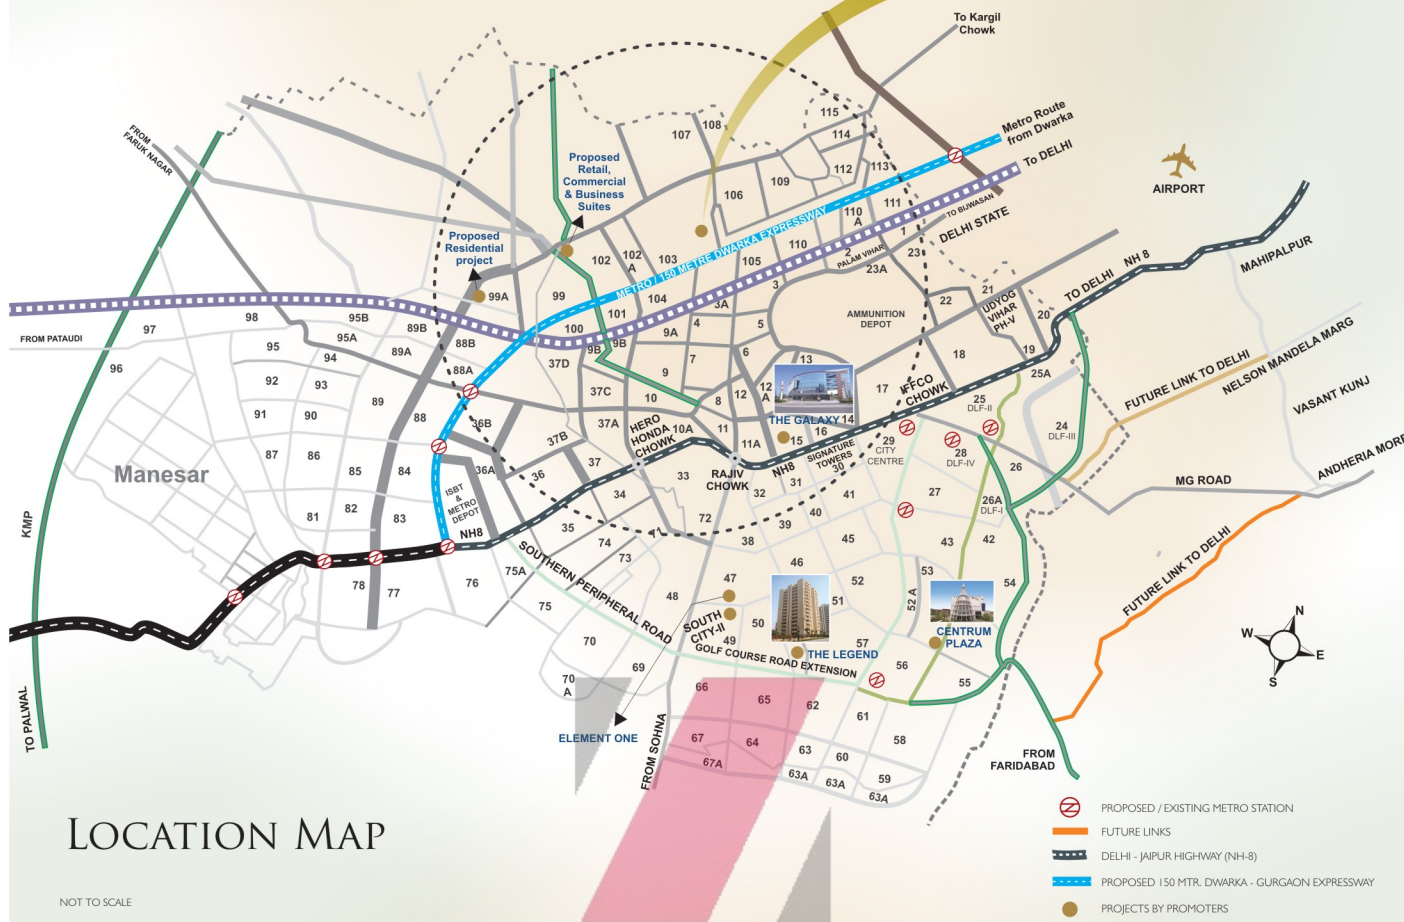 To Kargil
Chowk
Metro Route
from Dwarka
To DELHI
TO BIJWASAN
DELHI STATE
AIRPORT
FROM
FARUK NAGAR
Proposed
Retail,
Commercial
& Business
Suites
Proposed
Residential
project
115
108
107
114
112
113
109
106
111
110
A
110
1
2
PALAM VIHAR
23
23A
METRO / 150 METRE DWARKA EXPRESSWAY
102
102
A
103
105
104
3
3A
99A
99
101
100
98
97
95B
95A
95
94
89B
89A
88B
88A
FROM PATAUDI
96
92
93
91
90
89
88
87
86
85
84
83
82
81
78
77
76
Manesar
KMP
TO PALWAL
4
5
6
7
8
9
9A
9B
9B
10
10A
11
11A
12
12
A
13
14
15
16
17
18
19
20
21
22
AMMUNITION
DEPOT
UDYOG
VIHAR
PH-V
TO DELHI
NH 8
MAHIPALPUR
FUTURE LINK TO DELHI
NELSON MANDELA MARG
VASANT KUNJ
ANDHERIA MORE
MG ROAD
FUTURE LINK TO DELHI
IFFCO
CHOWK
25A
25
DLF-II
24
DLF-III
28
DLF-IV
26
26A
DLF-I
29
CITY
CENTRE
27
THE GALAXY
SIGNATURE
TOWERS
30
NH8
RAJIV
CHOWK
HERO
HONDA
CHOWK
37D
37C
37A
37B
37
36B
36A
36
ISBT
&
METRO
DEPOT
NH8
35
34
33
32
31
41
40
39
38
45
43
42
54
53
52
52 A
51
46
47
48
50
49
57
56
55
71
72
73
74
75A
75
70
70
A
69
SOUTHERN PERIPHERAL ROAD
SOUTH
CITY-II
GOLF COURSE ROAD EXTENSION
THE LEGEND
CENTRUM
PLAZA
ELEMENT ONE
FROM SOHNA
66
65
62
61
67
64
63
60
58
67A
63A
63A
59
63A
FROM
FARIDABAD
N
W
E
S
LOCATION MAP
NOT TO SCALE
PROPOSED / EXISTING METRO STATION
FUTURE LINKS
DELHI - JAIPUR HIGHWAY (NH-8)
PROPOSED 150 MTR. DWARKA - GURGAON EXPRESSWAY
PROJECTS BY PROMOTERS